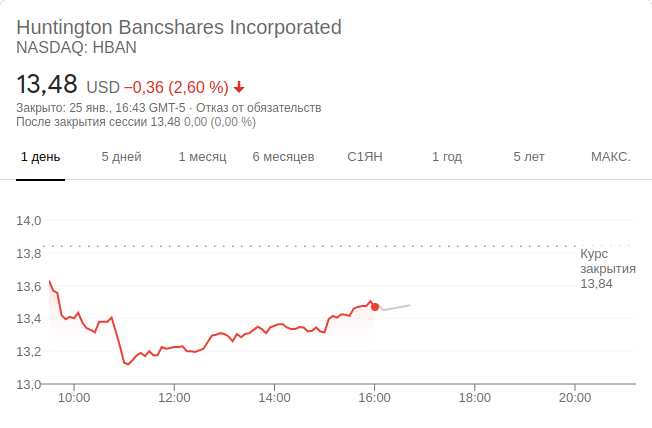 Huntington Bancshares Incorporated
NASDAQ: HBAN
13,48 USD −0,36 (2,60 %)
Закрыто: 25 янв., 16:43 GMT-5 · Отказ от обязательств
После закрытия сессии 13,48 0,00 (0,00 %)
1 день 5 дней 1 месяц 6 месяцев С1ЯН 1 год 5 лет МАКС.
14,0
13,8
Курс
закрытия
13,84
13,6
13,4
13,2
13,0
10:00 12:00 14:00 16:00 18:00 20:00